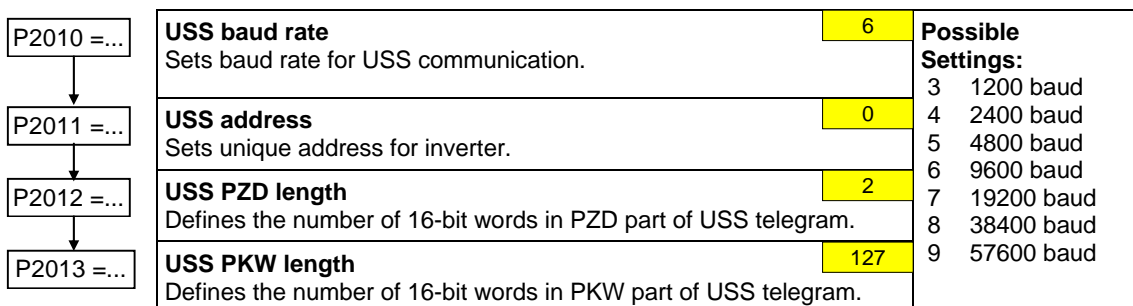 P2010 =...
USS baud rate
6
Sets baud rate for USS communication.
P2011 =...
USS address
0
Sets unique address for inverter.
P2012 =...
USS PZD length
2
Defines the number of 16-bit words in PZD part of USS telegram.
P2013 =...
USS PKW length
127
Defines the number of 16-bit words in PKW part of USS telegram.
Possible
Settings:
3 1200 baud
4 2400 baud
5 4800 baud
6 9600 baud
7 19200 baud
8 38400 baud
9 57600 baud